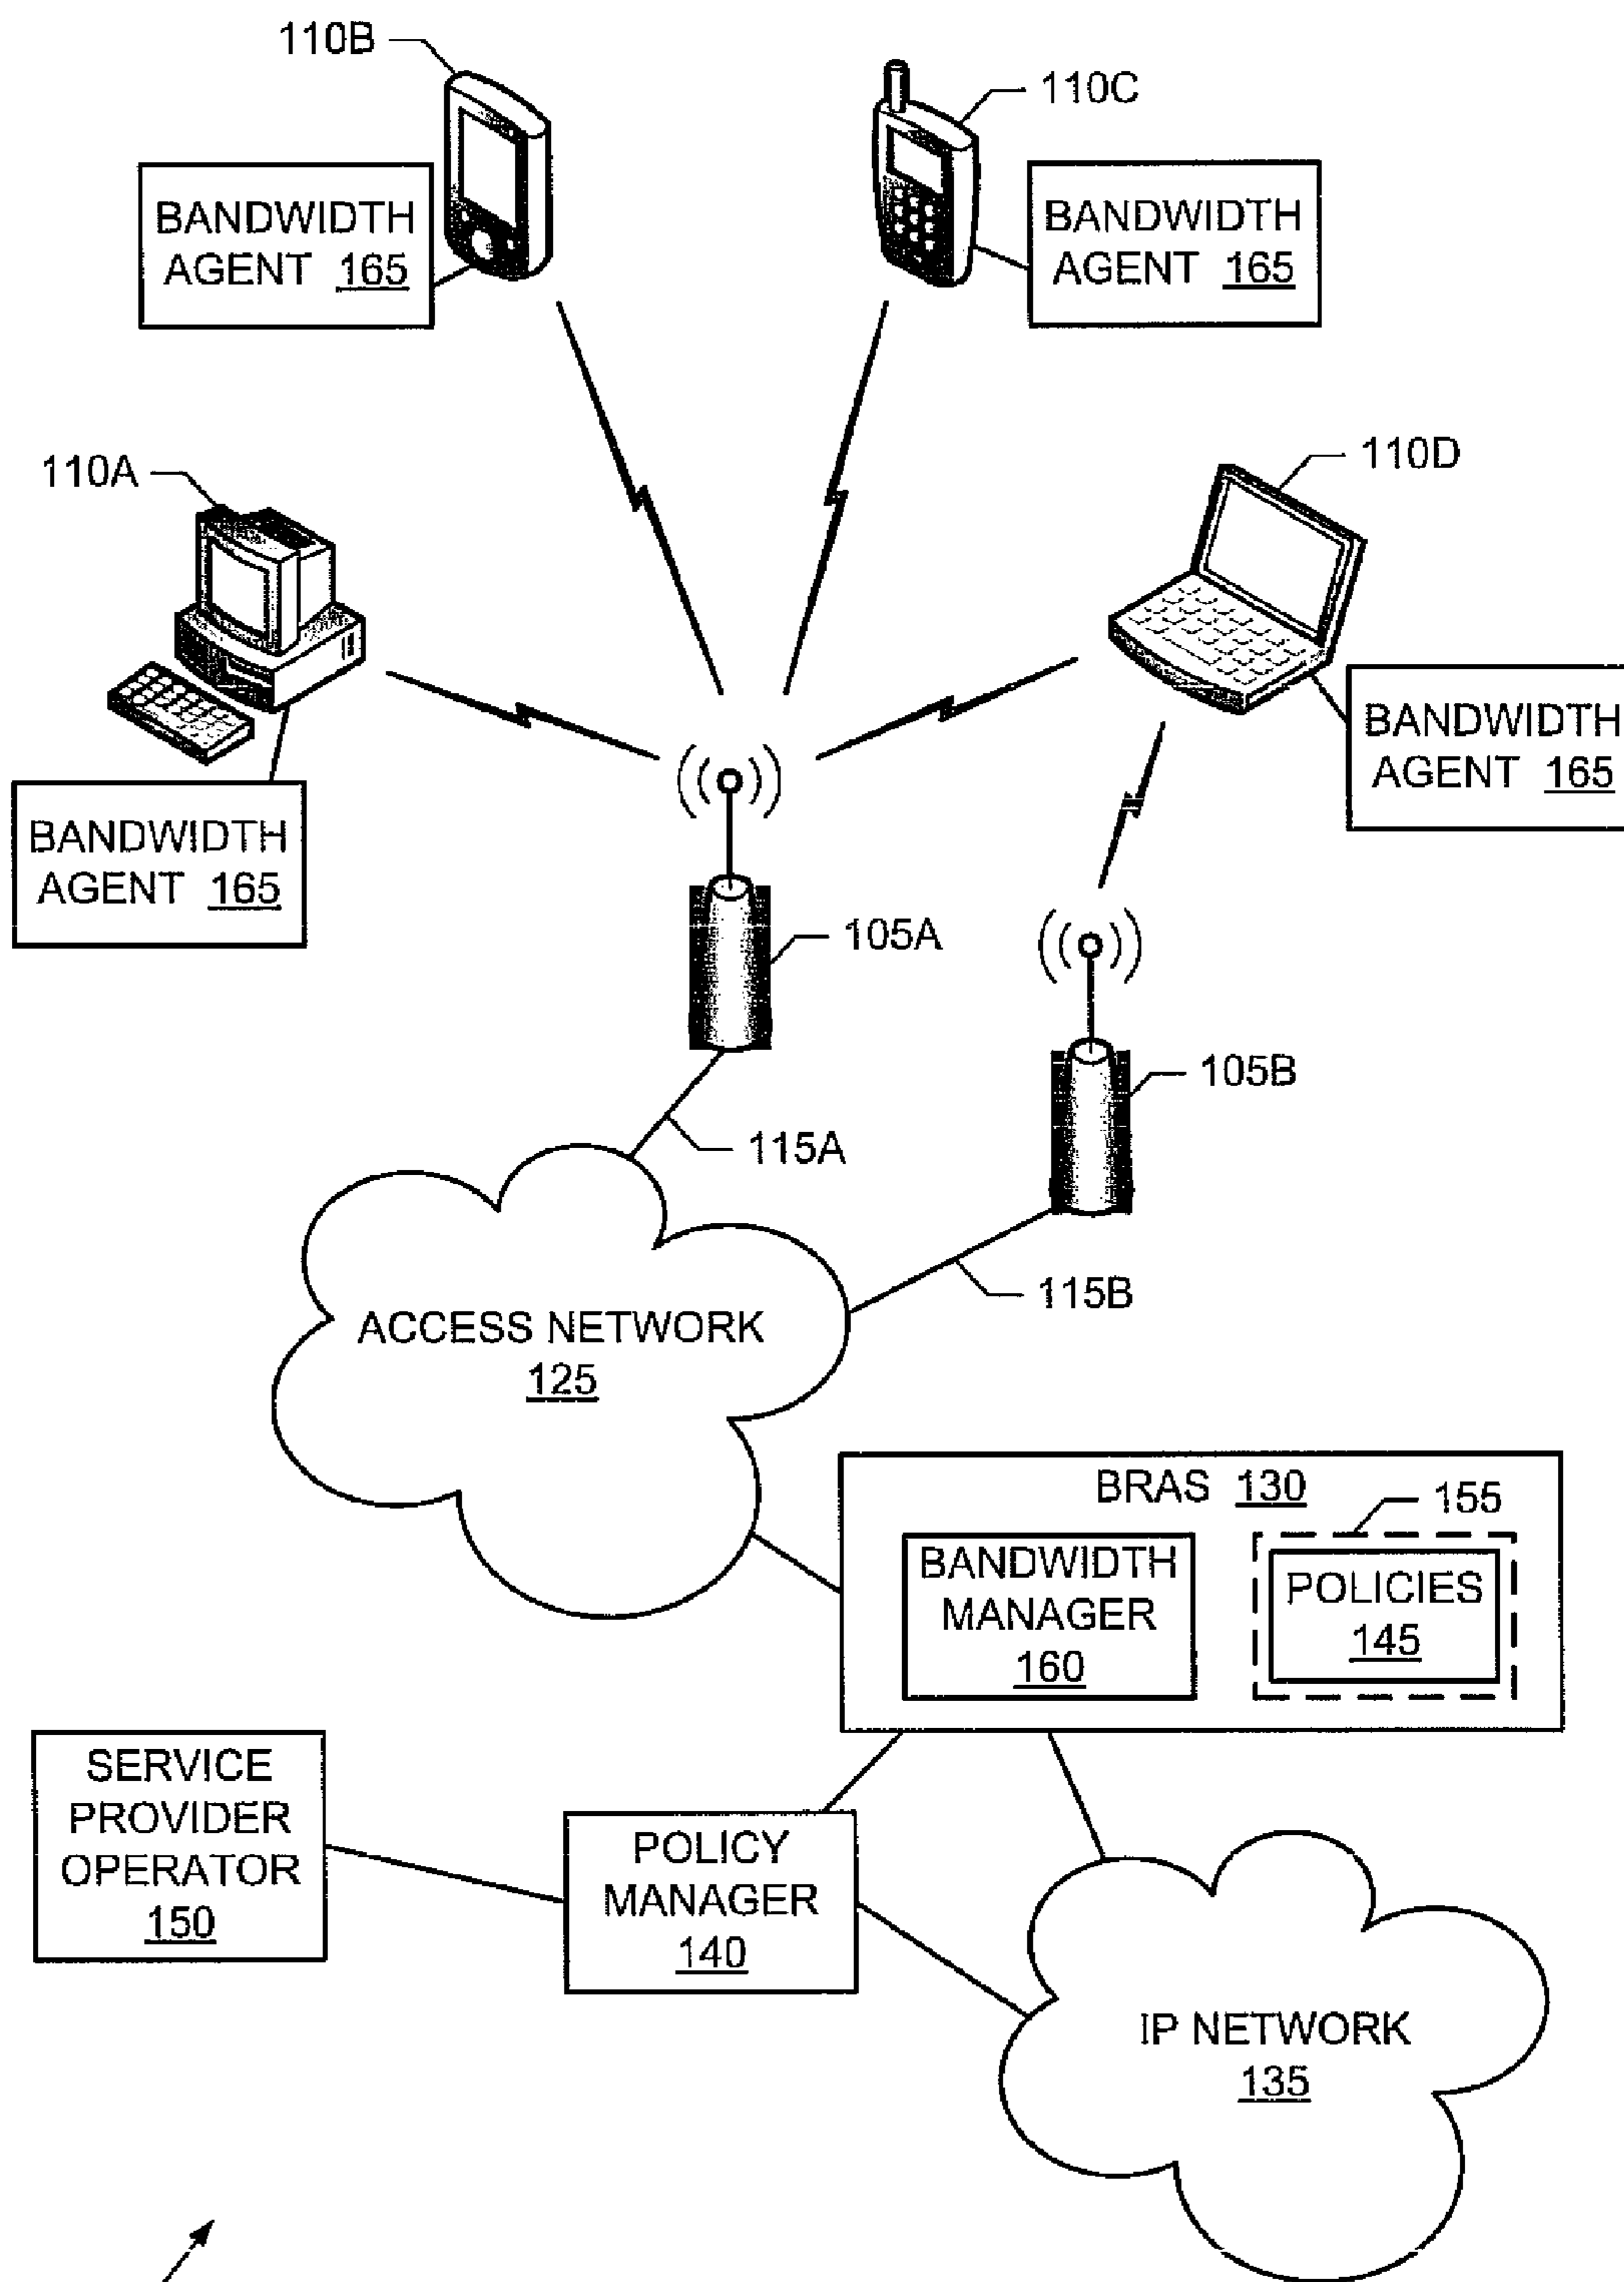 110B
110C
BANDWIDTH
AGENT 165
BANDWIDTH
AGENT 165
110A
110D
BANDWIDTH
AGENT 165
BANDWIDTH
AGENT 165
105A
105B
115A
115B
ACCESS NETWORK
125
BRAS 130
155
BANDWIDTH
MANAGER
160
POLICIES
145
SERVICE
PROVIDER
OPERATOR
150
POLICY
MANAGER
140
IP NETWORK
135